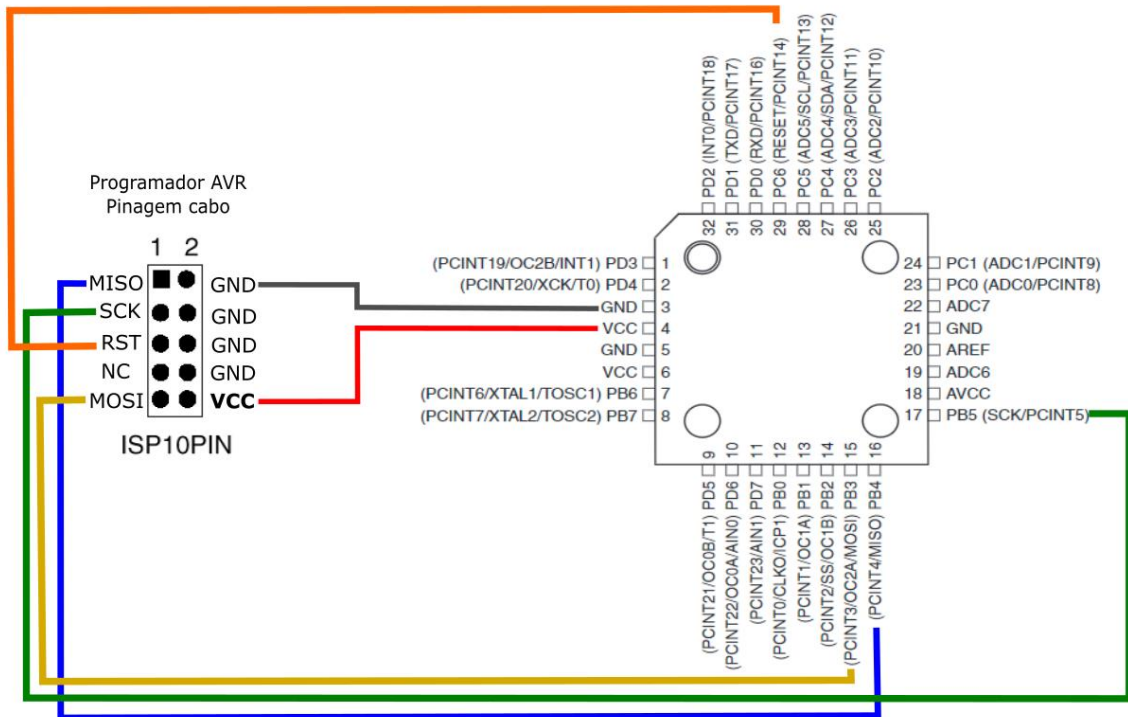 Programador AVR
Pinagem cabo
1 2
MISO GND
SCK GND
RST GND
NC GND
MOSI VCC
ISP10PIN
PD2 (INT0/PCINT18)
PD1 (TXD/PCINT17)
PD0 (RXD/PCINT16)
PC6 (RESET/PCINT14)
PC5 (ADC5/SCL/PCINT13)
PC4 (ADC4/SDA/PCINT12)
PC3 (ADC3/PCINT11)
PC2 (ADC2/PCINT10)
32 31 30 29 28 27 26 25
(PCINT19/OC2B/INT1) PD3 1
(PCINT20/XCK/T0) PD4 2
GND 3
VCC 4
GND 5
VCC 6
(PCINT6/XTAL1/TOSC1) PB6 7
(PCINT7/XTAL2/TOSC2) PB7 8
24 PC1 (ADC1/PCINT9)
23 PC0 (ADC0/PCINT8)
22 ADC7
21 GND
20 AREF
19 ADC6
18 AVCC
17 PB5 (SCK/PCINT5)
9 10 11 12 13 14 15 16
(PCINT21/OC0B/T1) PD5
(PCINT22/OC0A/AIN0) PD6
(PCINT23/AIN1) PD7
(PCINT0/CLKO/ICP1) PB0
(PCINT1/OC1A) PB1
(PCINT2/SS/OC1B) PB2
(PCINT3/OC2A/MOSI) PB3
(PCINT4/MISO) PB4